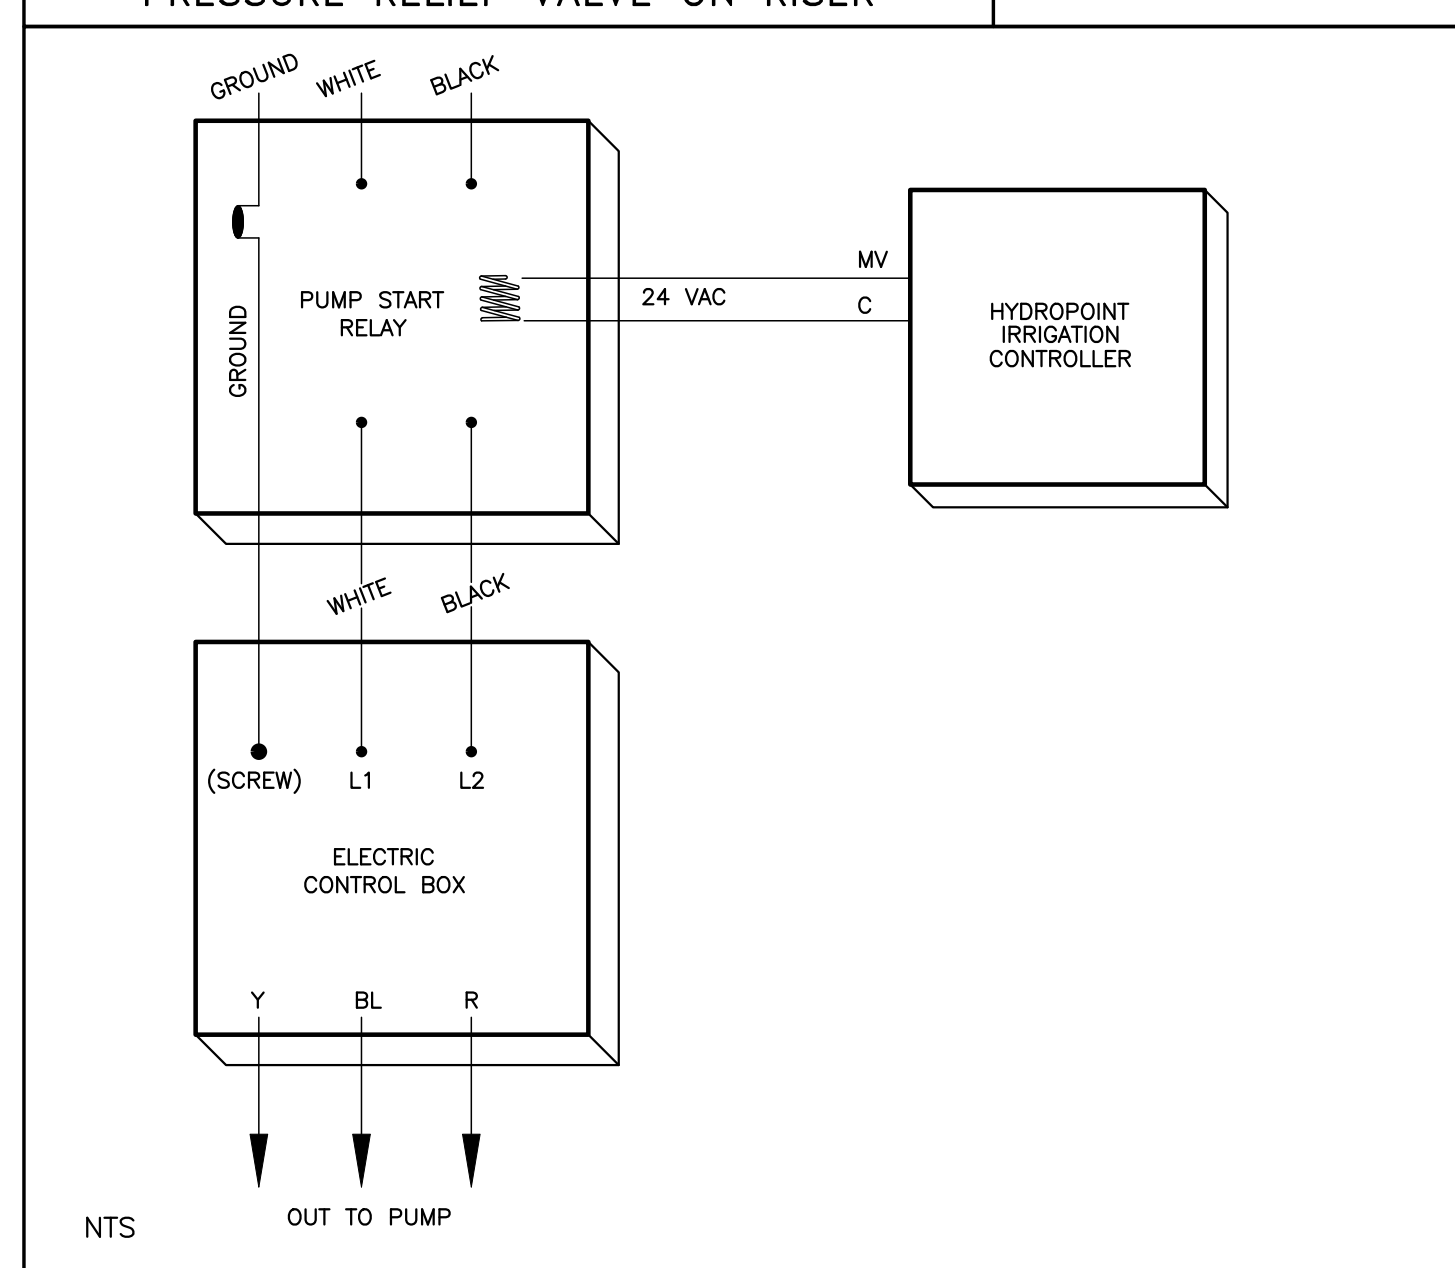 PRESSURE RELIEF VALVE ON RISER
GROUND
WHITE
BLACK
MV
24 VAC
C
PUMP START
RELAY
HYDROPOINT
IRRIGATION
CONTROLLER
GROUND
WHITE
BLACK
(SCREW)
L1
L2
ELECTRIC
CONTROL BOX
Y
BL
R
OUT TO PUMP
NTS